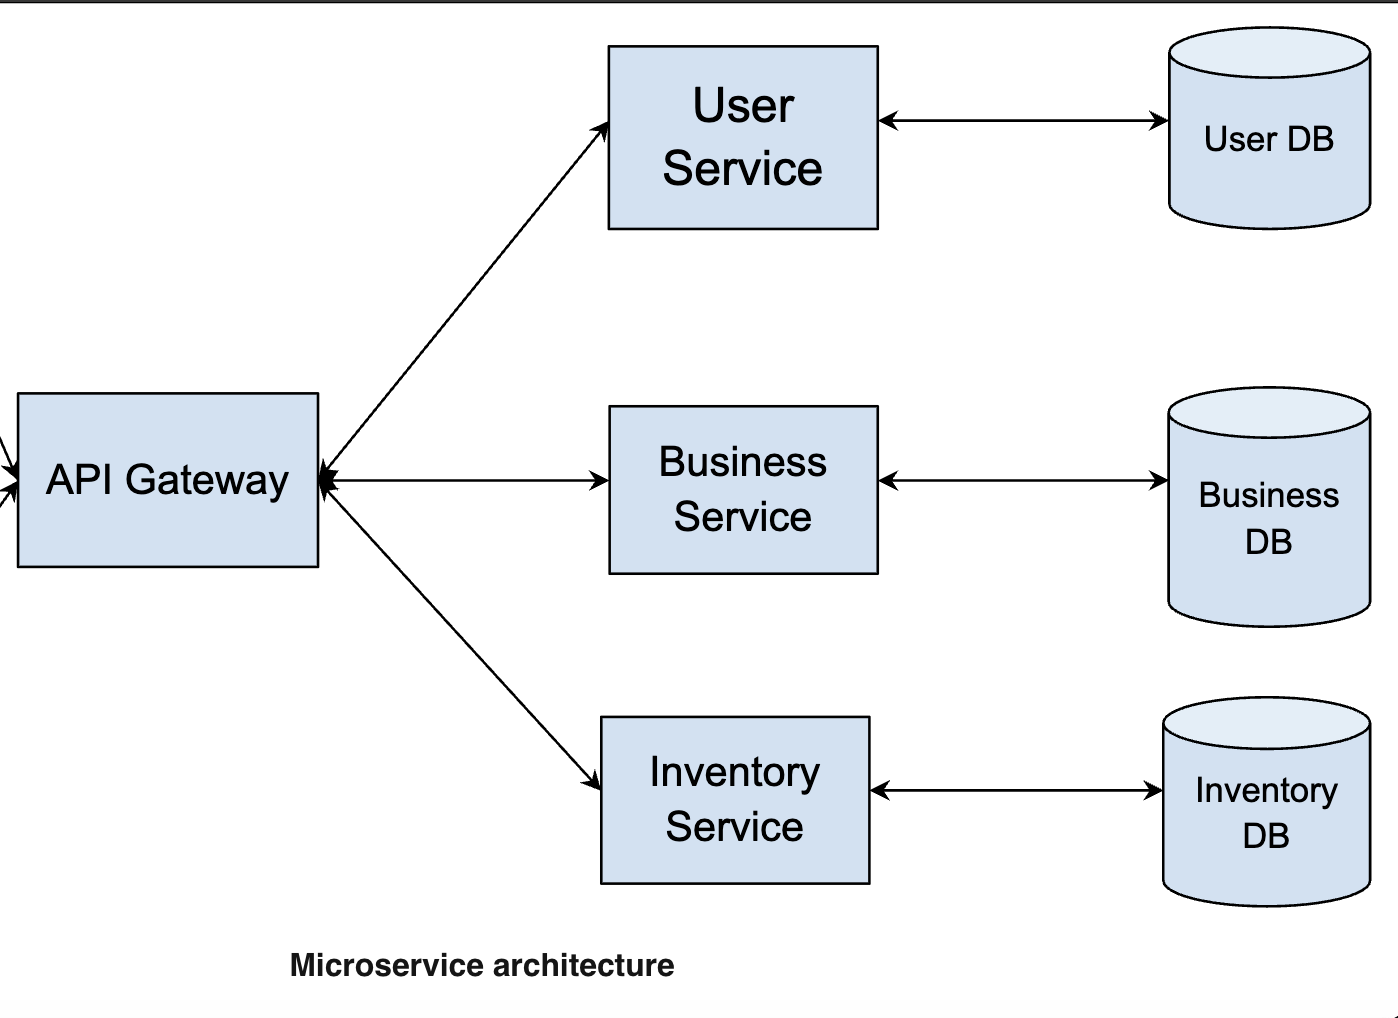 User
Service
User DB
API Gateway
Business
Service
Business
DB
Inventory
Service
Inventory
DB
Microservice architecture